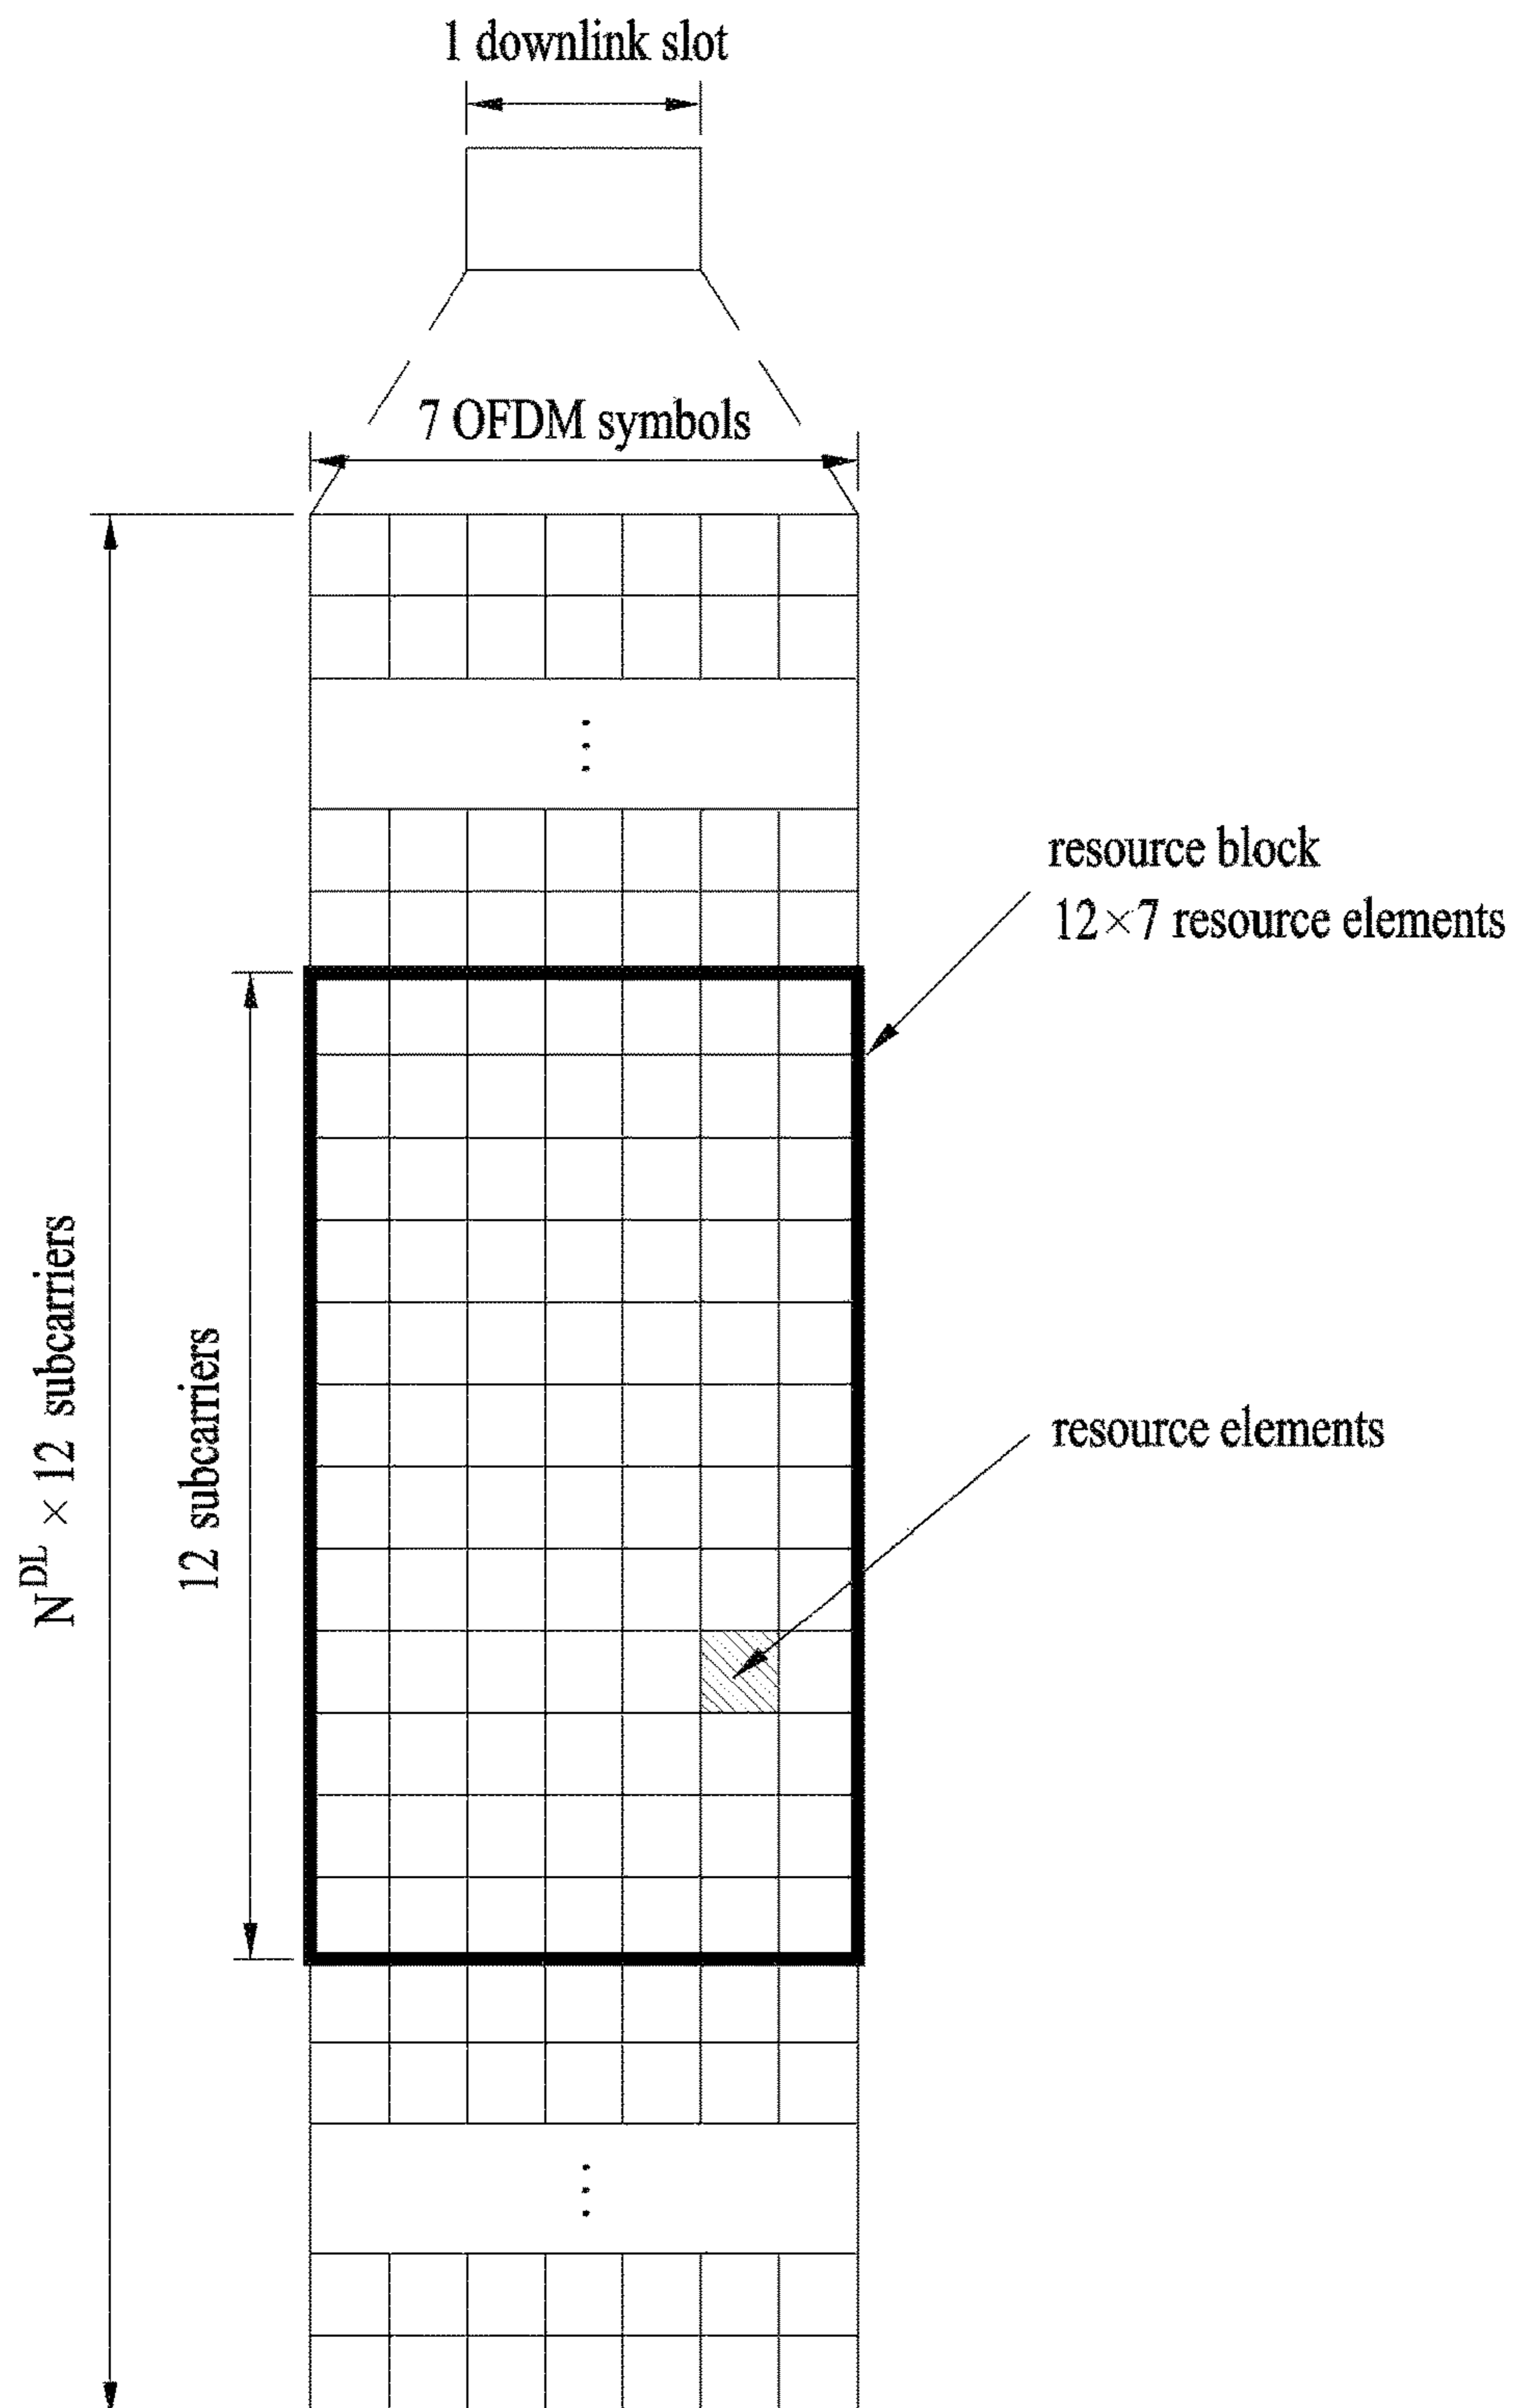 1 downlink slot
7 OFDM symbols
resource block
12×7 resource elements
N^DL × 12 subcarriers
12 subcarriers
resource elements